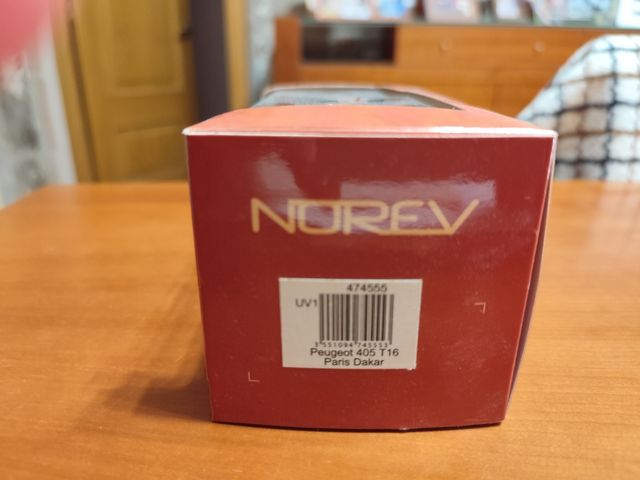 NOREV
474555
UV1
3 551094 745553
Peugeot 405 T16
Paris Dakar